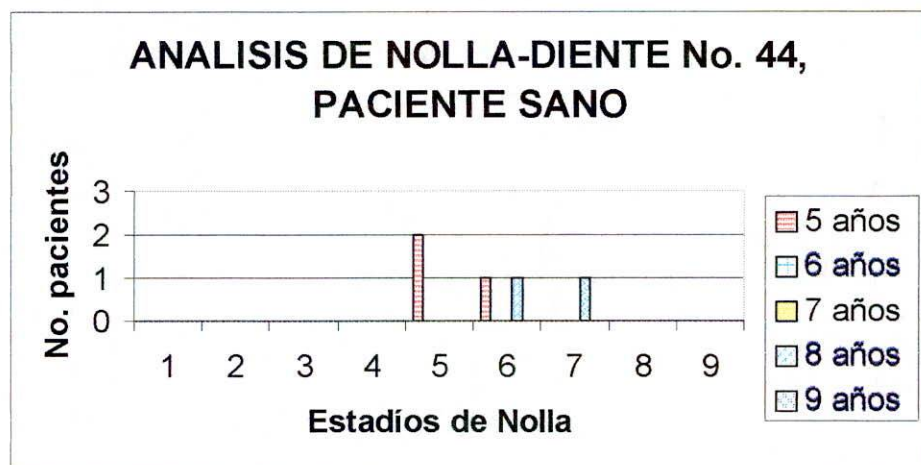 ANALISIS DE NOLLA-DIENTE No. 44,
PACIENTE SANO
No. pacientes
3
2
1
0
1 2 3 4 5 6 7 8 9
Estadíos de Nolla
5 años
6 años
7 años
8 años
9 años